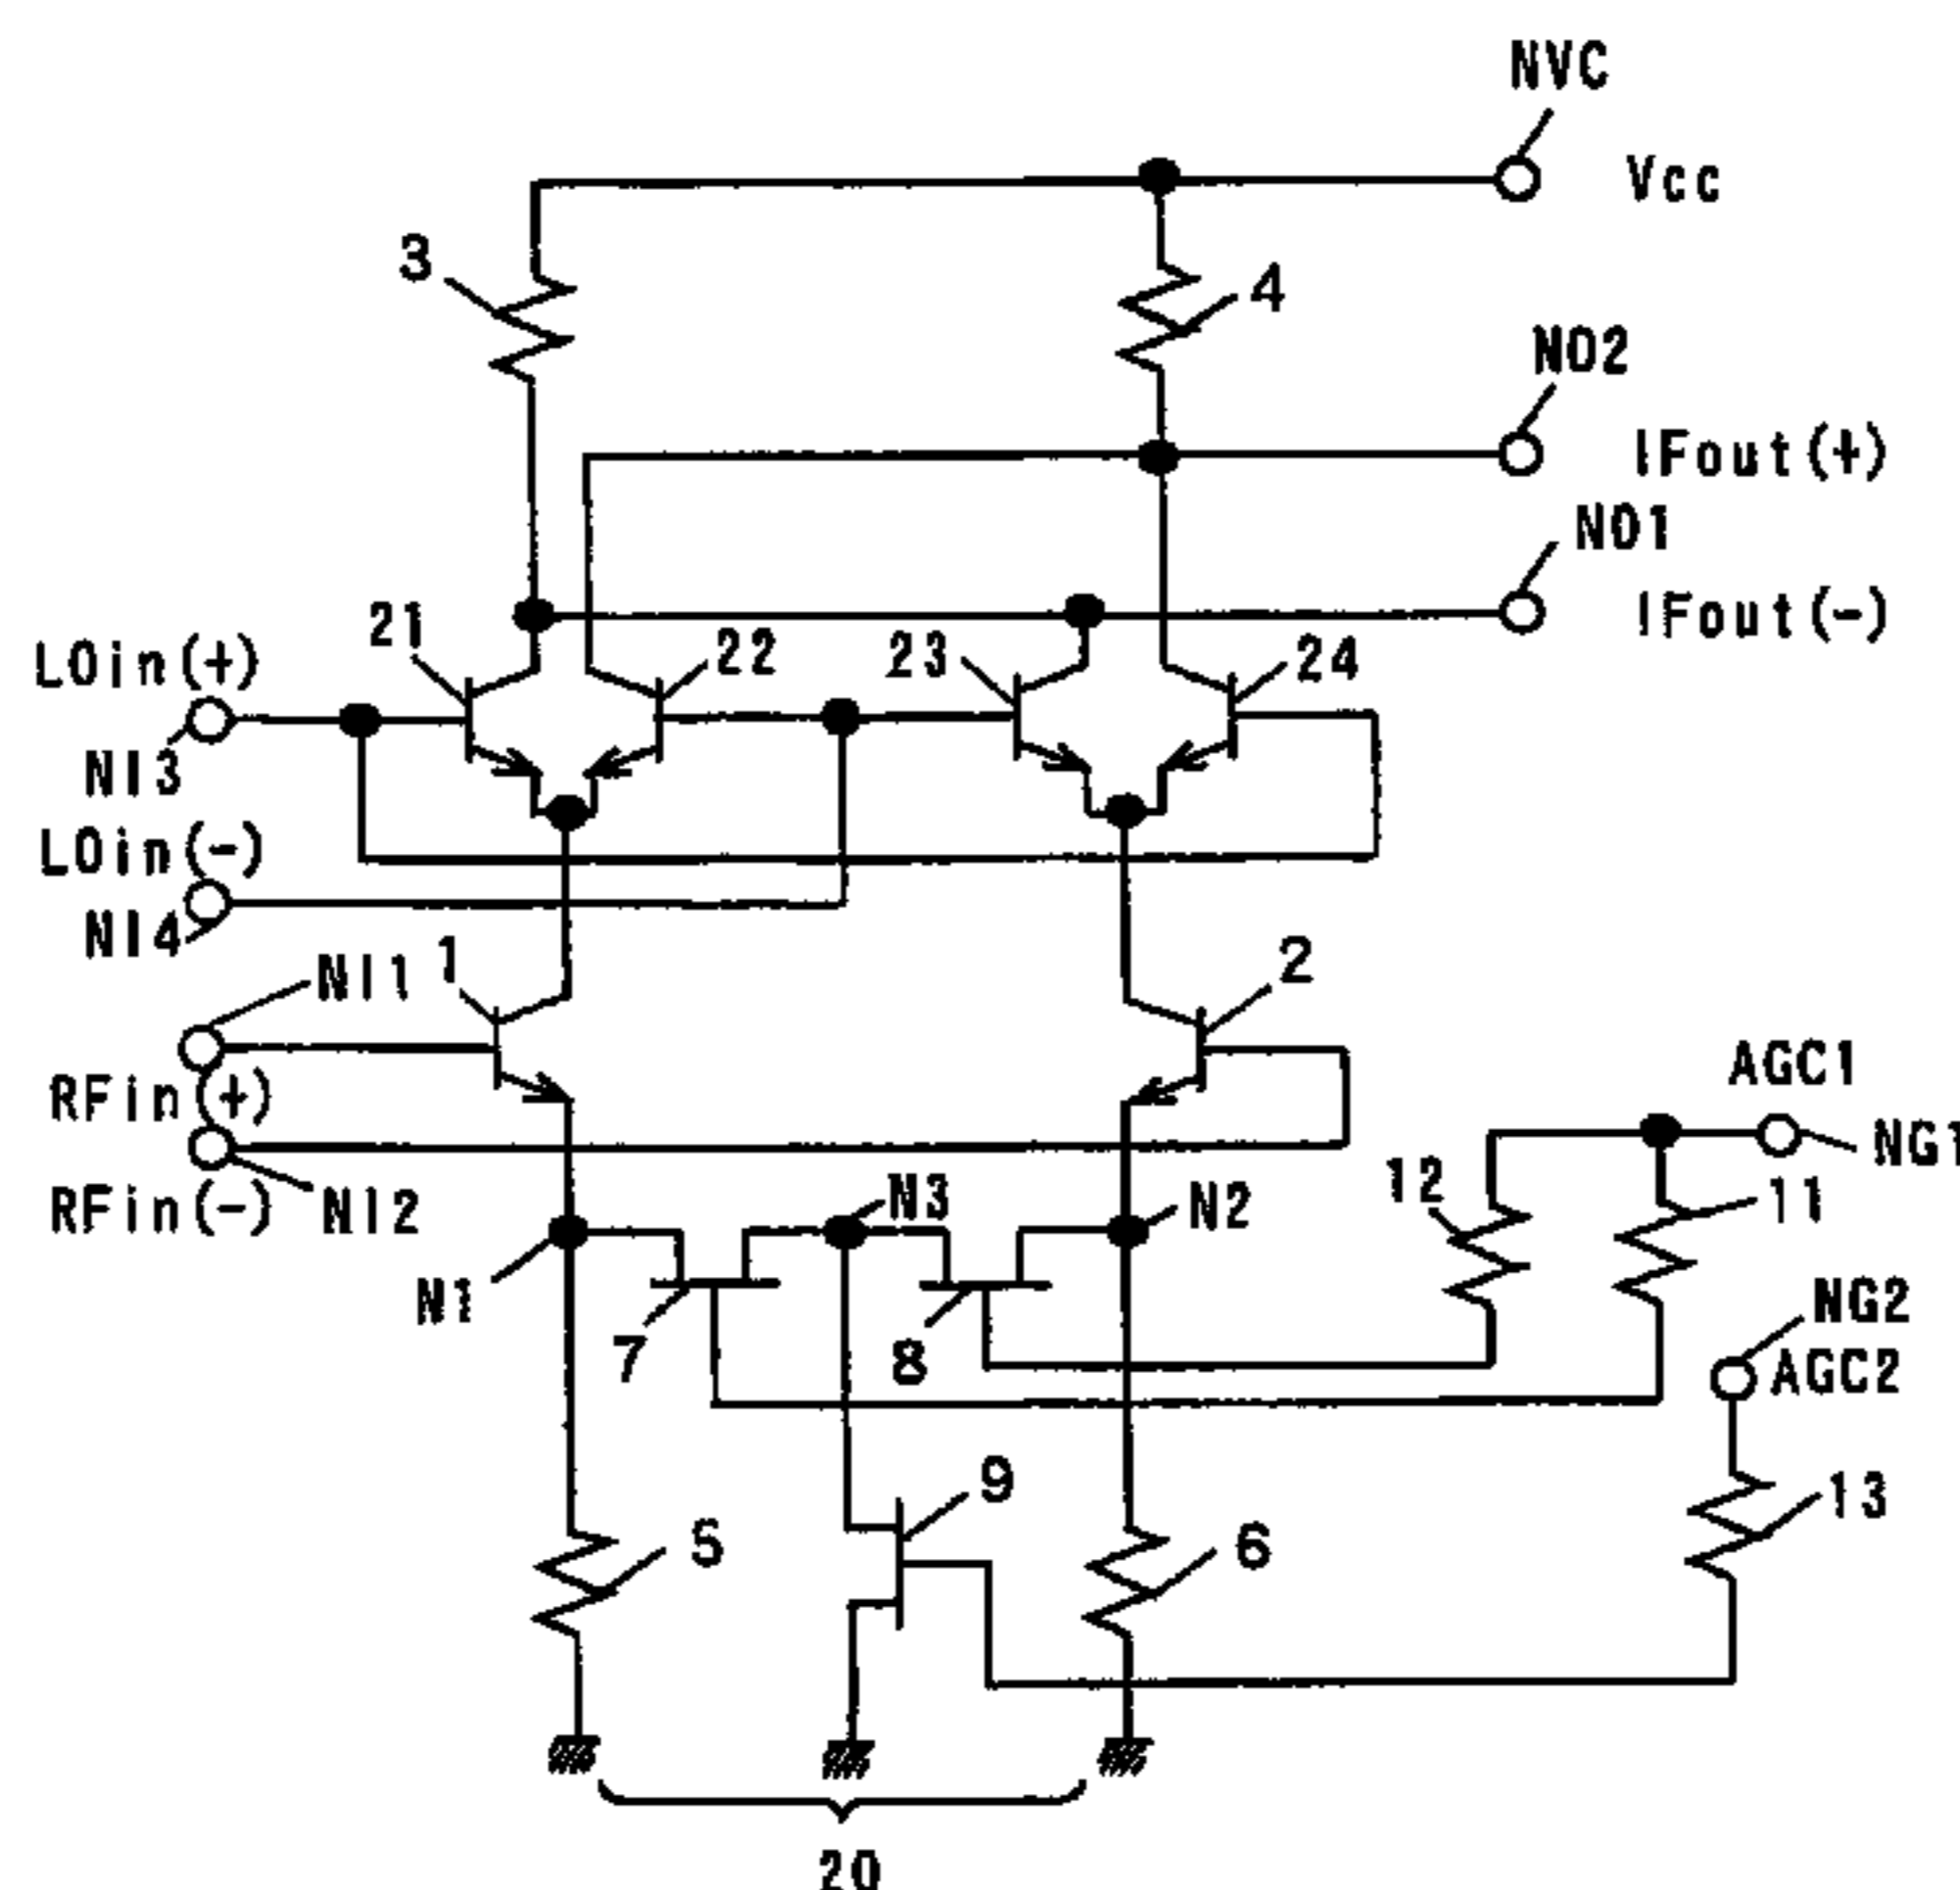 NVC
Vcc
3
4
NO2
IFout(+)
NO1
IFout(-)
21
22
23
24
LOin(+)
NI3
LOin(-)
NI4
NI1
1
2
RFin(+)
AGC1
NG1
RFin(-)
NI2
N3
N2
12
11
N1
7
8
NG2
AGC2
9
13
5
6
20